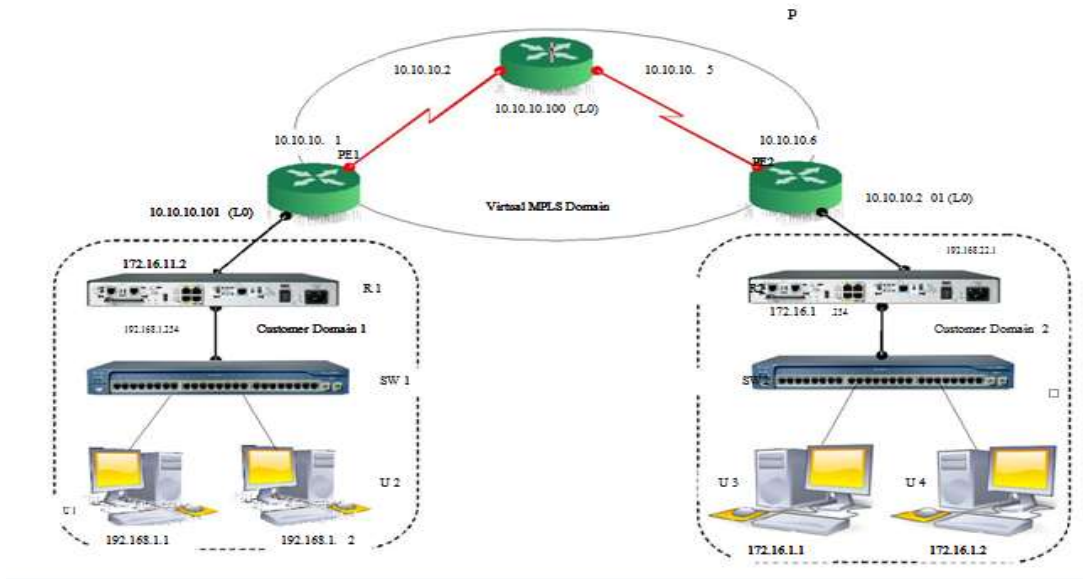 P
10.10.10.2
10.10.10. 5
10.10.10.100 (L0)
10.10.10. 1
10.10.10.6
PE1
PE2
10.10.10.101 (L0)
Virtual MPLS Domain
10.10.10.2 01 (L0)
172.16.11.2
192.168.22.1
R 1
R2
172.16.1 .254
192.168.1.254
Customer Domain 1
Customer Domain 2
SW 1
SW2
U 1
U 2
U 3
U 4
192.168.1.1
192.168.1. 2
172.16.1.1
172.16.1.2